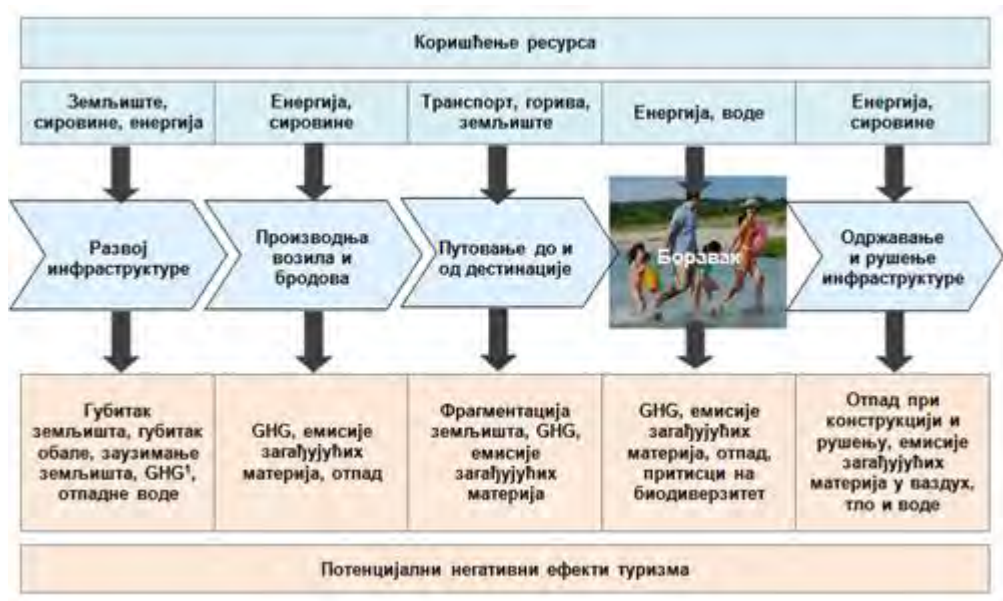 Коришћење ресурса
Земљиште,
сировине, енергија
Енергија,
сировине
Транспорт, горива,
земљиште
Енергија, воде
Енергија,
сировине
Развој
инфраструктуре
Производња
возила и
бродова
Путовање до и
од дестинације
Боравак
Одржавање
и рушење
инфраструктуре
Губитак
земљишта, губитак
обале, заузимање
земљишта, GHG¹,
отпадне воде
GHG, емисије
загађујућих
материја, отпад
Фрагментација
земљишта, GHG,
емисије
загађујућих
материја
GHG, емисије
загађујућих
материја, отпад,
притисци на
биодиверзитет
Отпад при
конструкцији и
рушењу, емисије
загађујућих
материја у ваздух,
тло и воде
Потенцијални негативни ефекти туризма